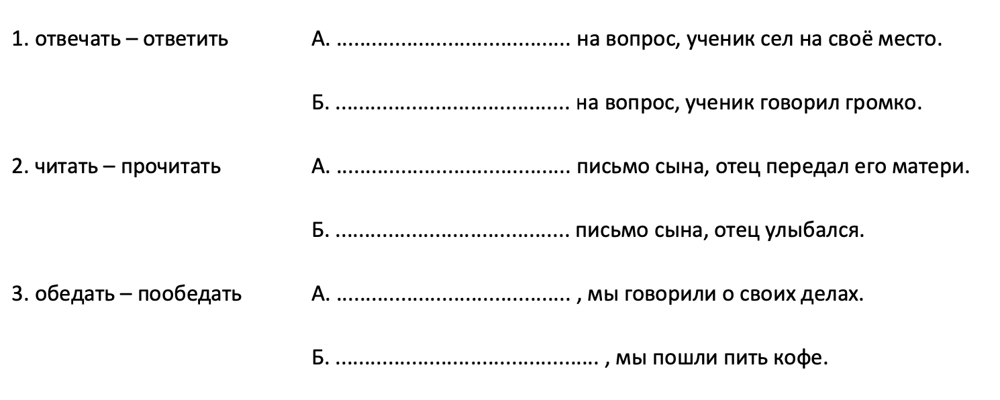 1. отвечать – ответить А. ........................................ на вопрос, ученик сел на своё место.
Б. ........................................ на вопрос, ученик говорил громко.
2. читать – прочитать А. ........................................ письмо сына, отец передал его матери.
Б. ........................................ письмо сына, отец улыбался.
3. обедать – пообедать А. ........................................ , мы говорили о своих делах.
Б. ............................................. , мы пошли пить кофе.